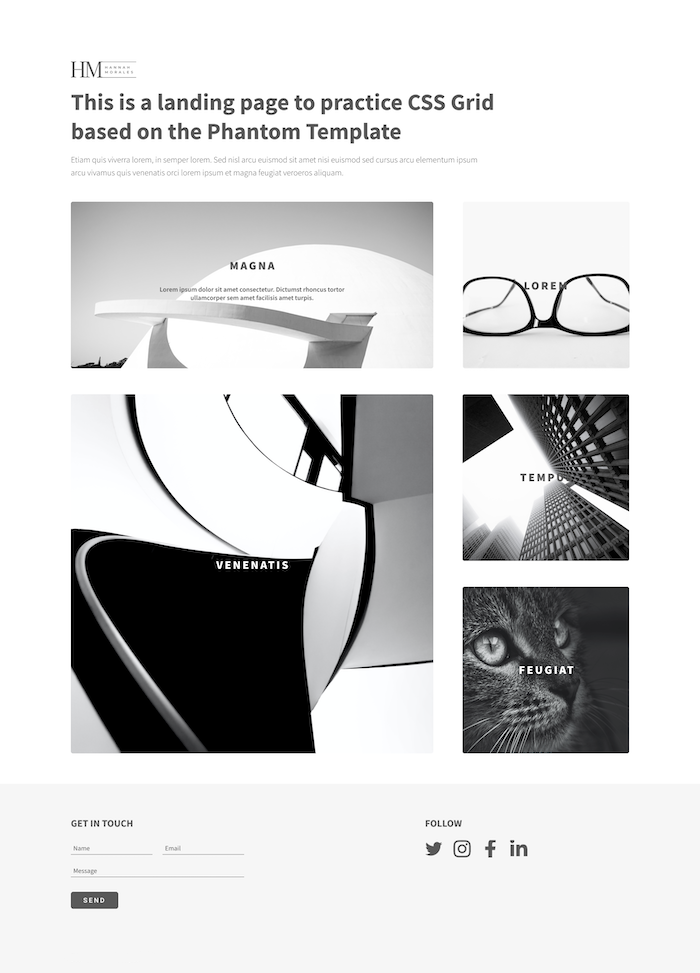 HM HANNAH
MORALES
This is a landing page to practice CSS Grid
based on the Phantom Template
Etiam quis viverra lorem, in semper lorem. Sed nisl arcu euismod sit amet nisi euismod sed cursus arcu elementum ipsum
arcu vivamus quis venenatis orci lorem ipsum et magna feugiat veroeros aliquam.
MAGNA
Lorem ipsum dolor sit amet consectetur. Dictumst rhoncus tortor
ullamcorper sem amet facilisis amet turpis.
LOREM
TEMPU
VENENATIS
FEUGIAT
GET IN TOUCH
Name
Email
Message
SEND
FOLLOW